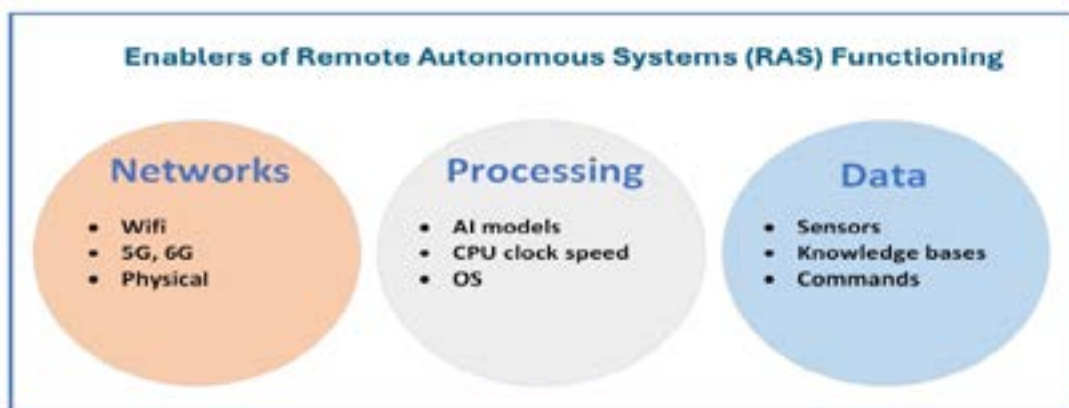 Enablers of Remote Autonomous Systems (RAS) Functioning
Networks
• Wifi
• 5G, 6G
• Physical
Processing
• AI models
• CPU clock speed
• OS
Data
• Sensors
• Knowledge bases
• Commands